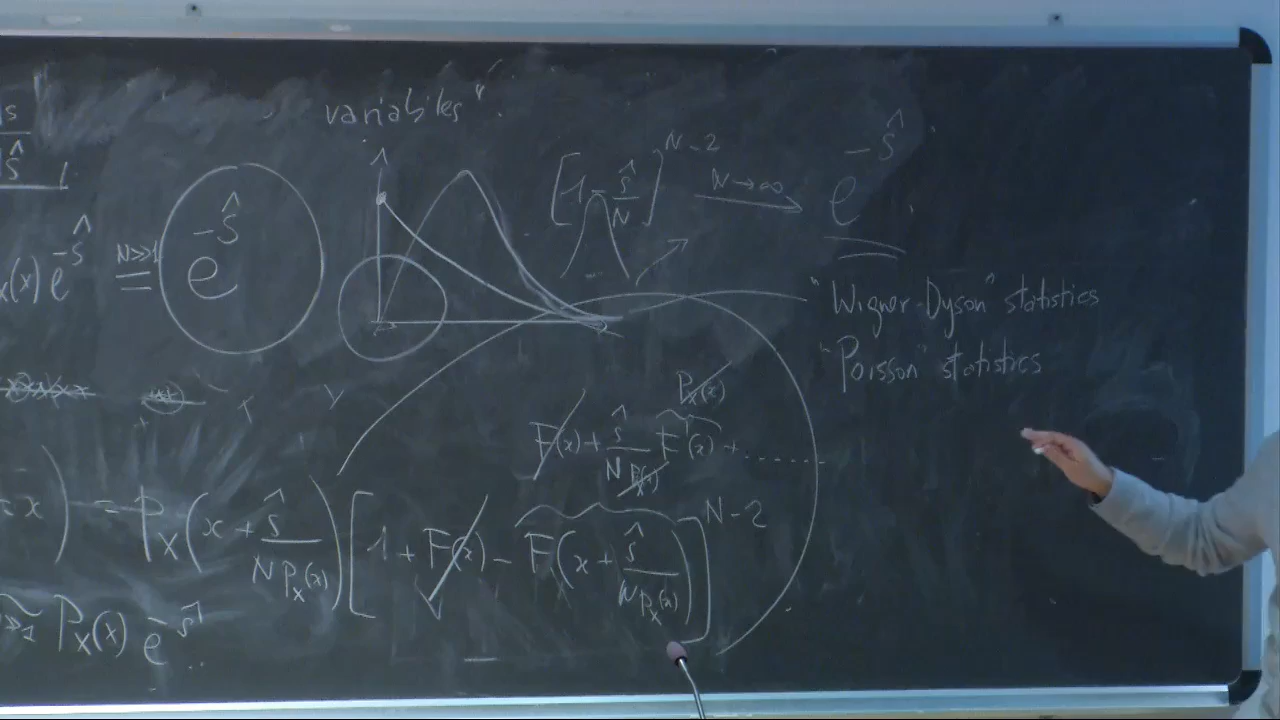 variables"
[1 - ŝ/N]^{N-2} N→∞ e^{-ŝ}
(x) e^{-ŝ} N>>1 = e^{-ŝ}
"Wigner-Dyson" statistics
"Poisson" statistics
P_X(x)
F(x) + ŝ/(N P_X(x)) F'(x) + ......
= x) = P_X(x + ŝ/(N P_X(x))) [1 + F(x) - F(x + ŝ/(N P_X(x)))]^{N-2}
>>1 P_X(x) e^{-ŝ} ..